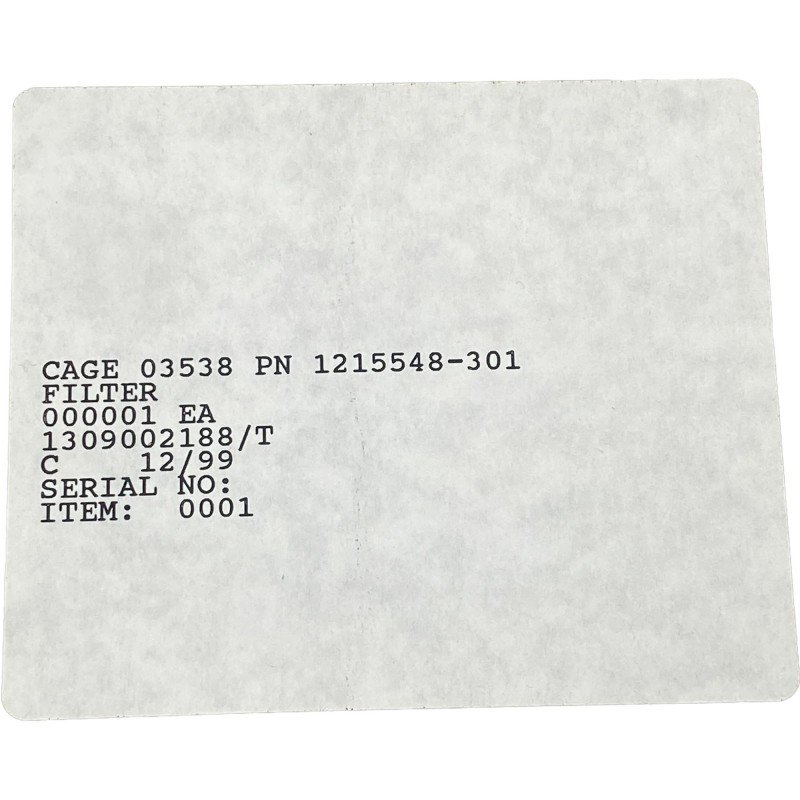 CAGE 03538 PN 1215548-301
FILTER
000001 EA
1309002188/T
C 12/99
SERIAL NO:
ITEM: 0001